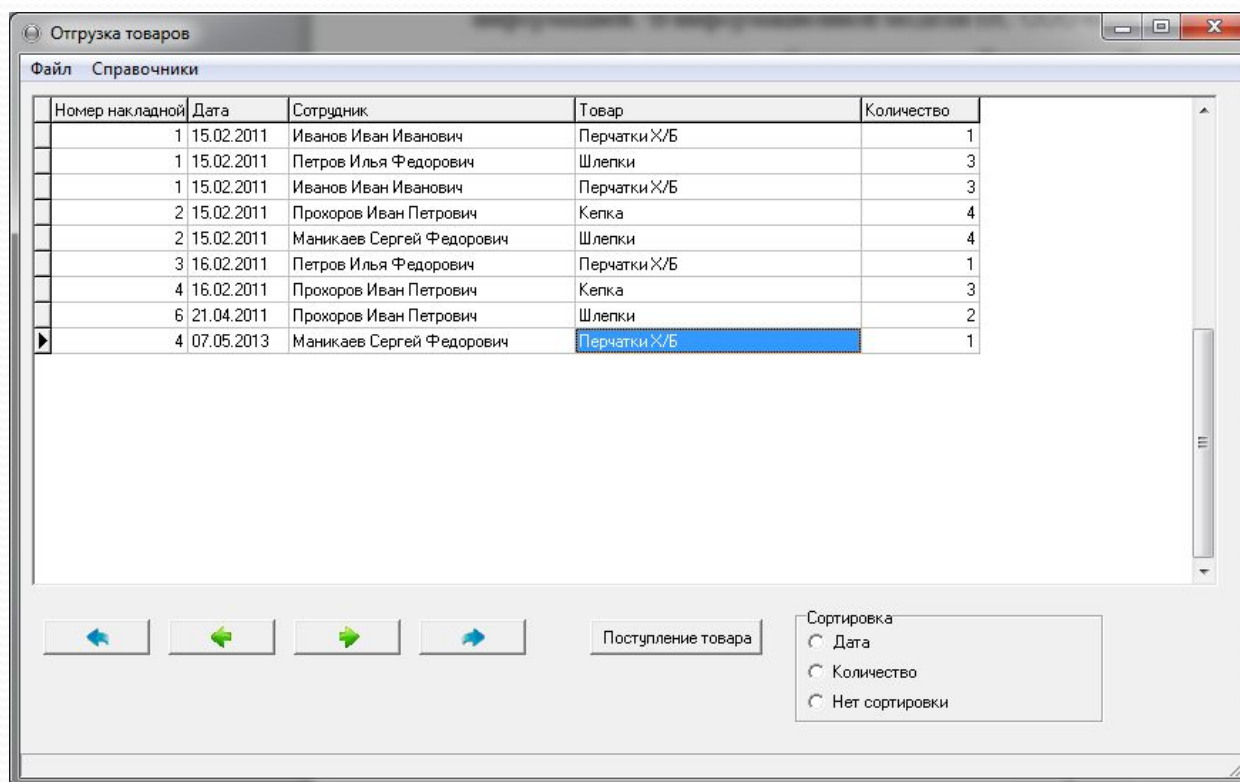 Отгрузка товаров
Файл Справочники
Номер накладной Дата Сотрудник Товар Количество
1 15.02.2011 Иванов Иван Иванович Перчатки Х/Б 1
1 15.02.2011 Петров Илья Федорович Шлепки 3
1 15.02.2011 Иванов Иван Иванович Перчатки Х/Б 3
2 15.02.2011 Прохоров Иван Петрович Кепка 4
2 15.02.2011 Маникаев Сергей Федорович Шлепки 4
3 16.02.2011 Петров Илья Федорович Перчатки Х/Б 1
4 16.02.2011 Прохоров Иван Петрович Кепка 3
6 21.04.2011 Прохоров Иван Петрович Шлепки 2
4 07.05.2013 Маникаев Сергей Федорович Перчатки Х/Б 1
Поступление товара
Сортировка
Дата
Количество
Нет сортировки